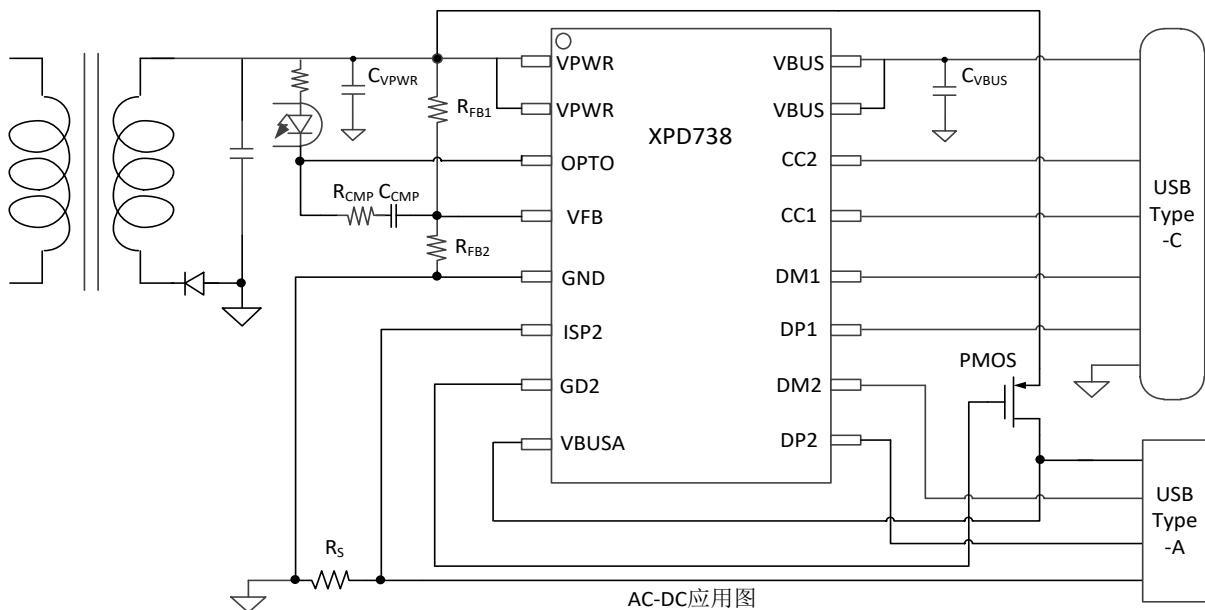 VPWR
VPWR
OPTO
VFB
GND
ISP2
GD2
VBUSA
XPD738
VBUS
VBUS
CC2
CC1
DM1
DP1
DM2
DP2
CVPWR
RFB1
RCMP CCMP
RFB2
RS
CVBUS
PMOS
USB
Type
-C
USB
Type
-A
AC-DC应用图